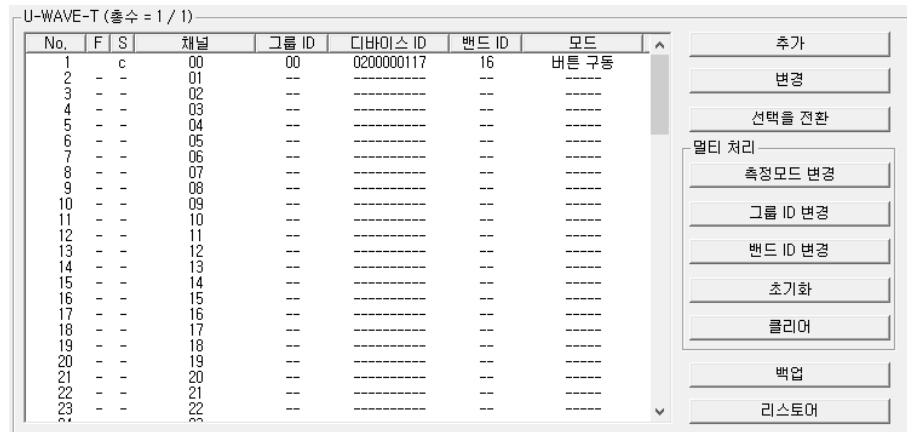 U-WAVE-T (총수 = 1 / 1)
No. F S 채널 그룹 ID 디바이스 ID 밴드 ID 모드
1 c 00 00 0200000117 16 버튼 구동
2 - - 01 -- ---------- -- -----
3 - - 02 -- ---------- -- -----
4 - - 03 -- ---------- -- -----
5 - - 04 -- ---------- -- -----
6 - - 05 -- ---------- -- -----
7 - - 06 -- ---------- -- -----
8 - - 07 -- ---------- -- -----
9 - - 08 -- ---------- -- -----
10 - - 09 -- ---------- -- -----
11 - - 10 -- ---------- -- -----
12 - - 11 -- ---------- -- -----
13 - - 12 -- ---------- -- -----
14 - - 13 -- ---------- -- -----
15 - - 14 -- ---------- -- -----
16 - - 15 -- ---------- -- -----
17 - - 16 -- ---------- -- -----
18 - - 17 -- ---------- -- -----
19 - - 18 -- ---------- -- -----
20 - - 19 -- ---------- -- -----
21 - - 20 -- ---------- -- -----
22 - - 21 -- ---------- -- -----
23 - - 22 -- ---------- -- -----
추가
변경
선택을 전환
멀티 처리
측정모드 변경
그룹 ID 변경
밴드 ID 변경
초기화
클리어
백업
리스토어